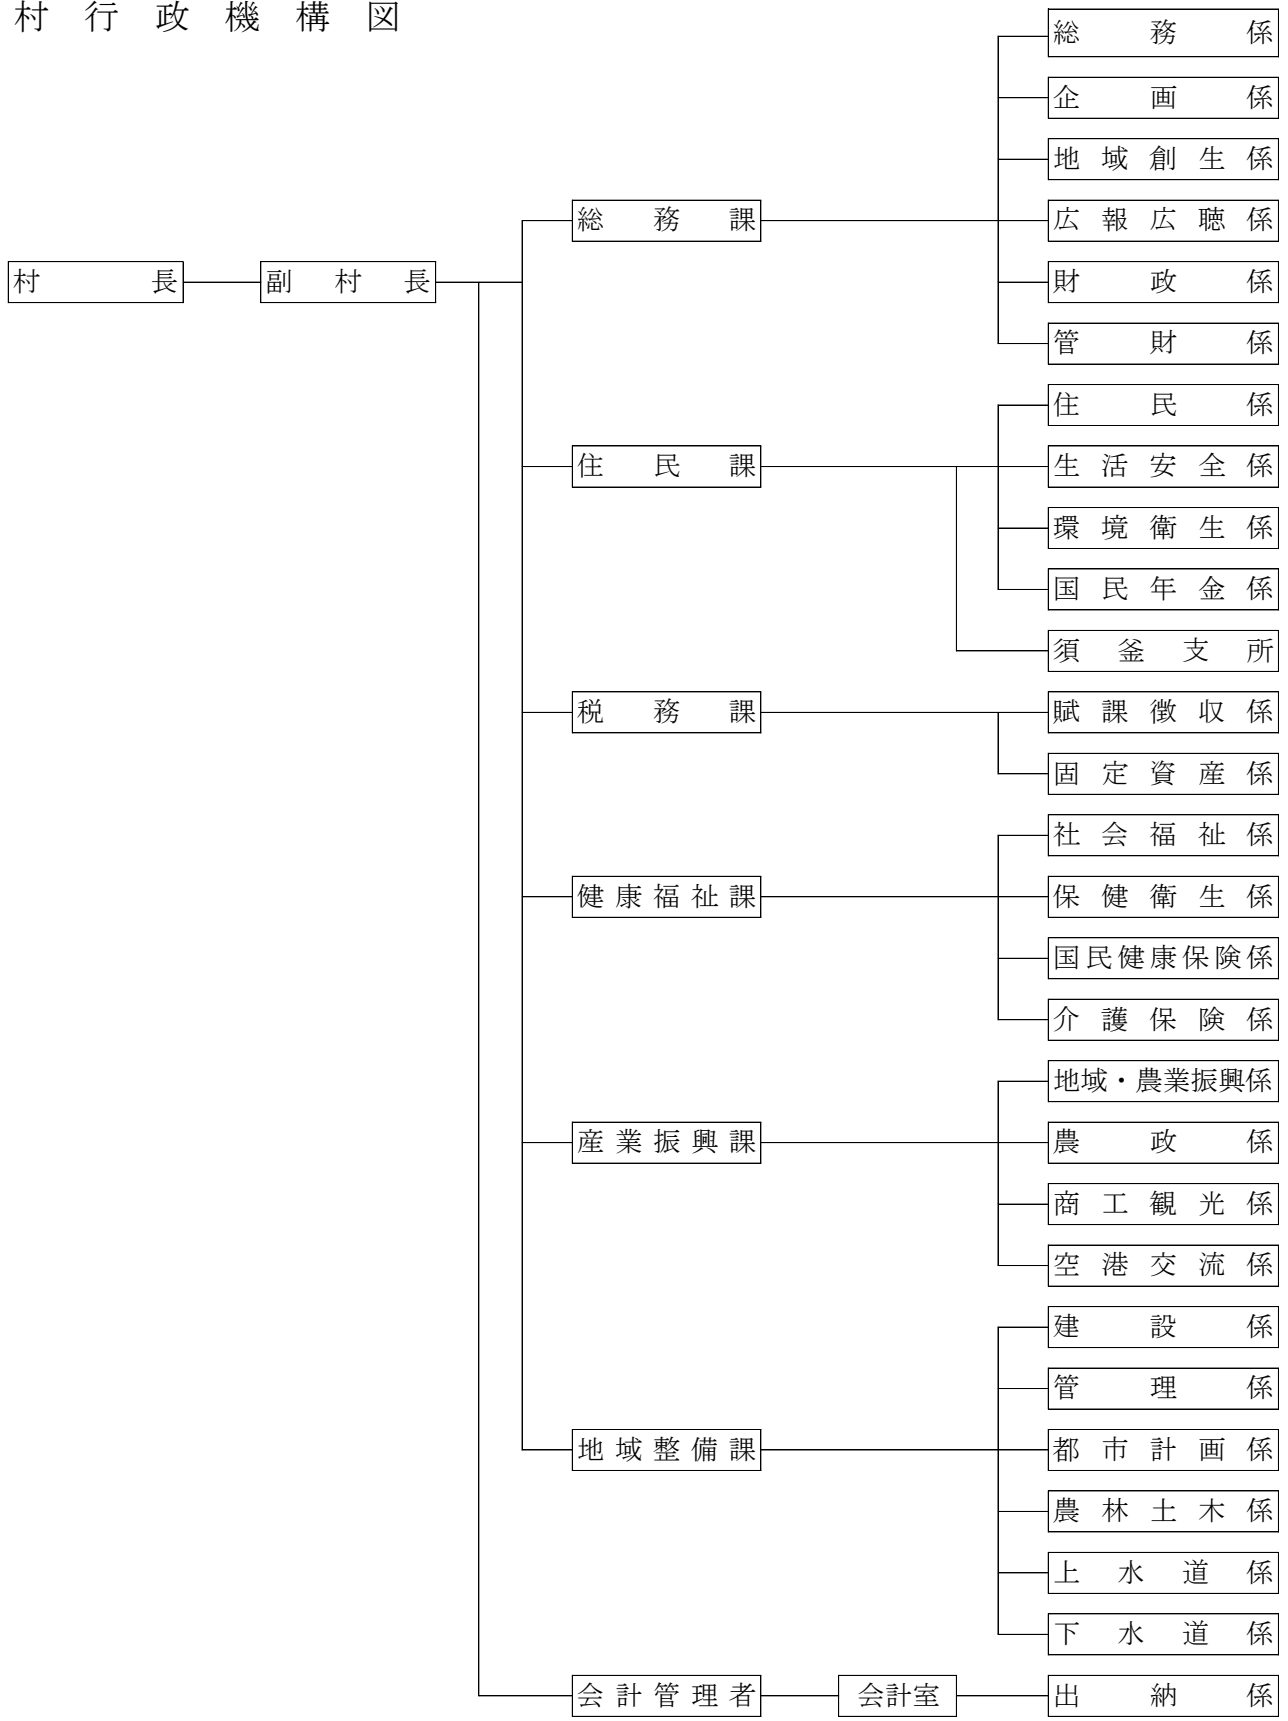 村行政機構図
総務係
企画係
地域創生係
総務課
広報広聴係
村長
副村長
財政係
管財係
住民係
住民課
生活安全係
環境衛生係
国民年金係
須釜支所
税務課
賦課徴収係
固定資産係
社会福祉係
健康福祉課
保健衛生係
国民健康保険係
介護保険係
地域・農業振興係
産業振興課
農政係
商工観光係
空港交流係
建設係
管理係
地域整備課
都市計画係
農林土木係
上水道係
下水道係
会計管理者
会計室
出納係